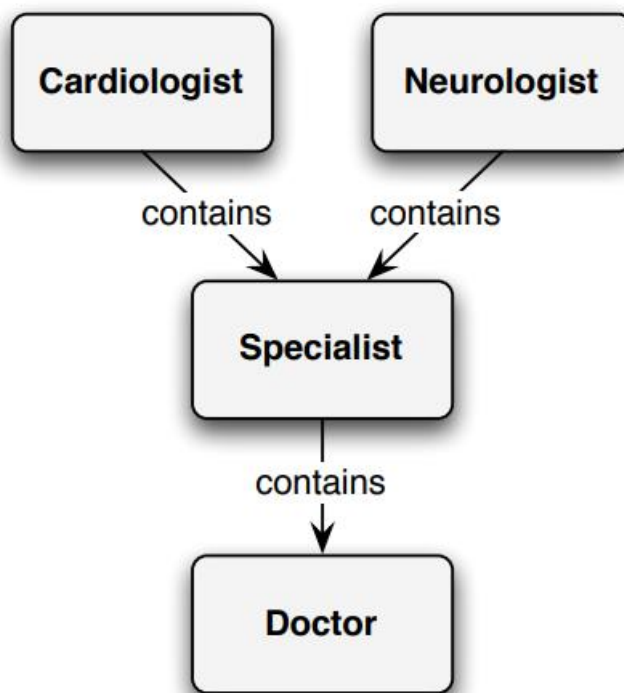 Cardiologist
Neurologist
contains
contains
Specialist
contains
Doctor